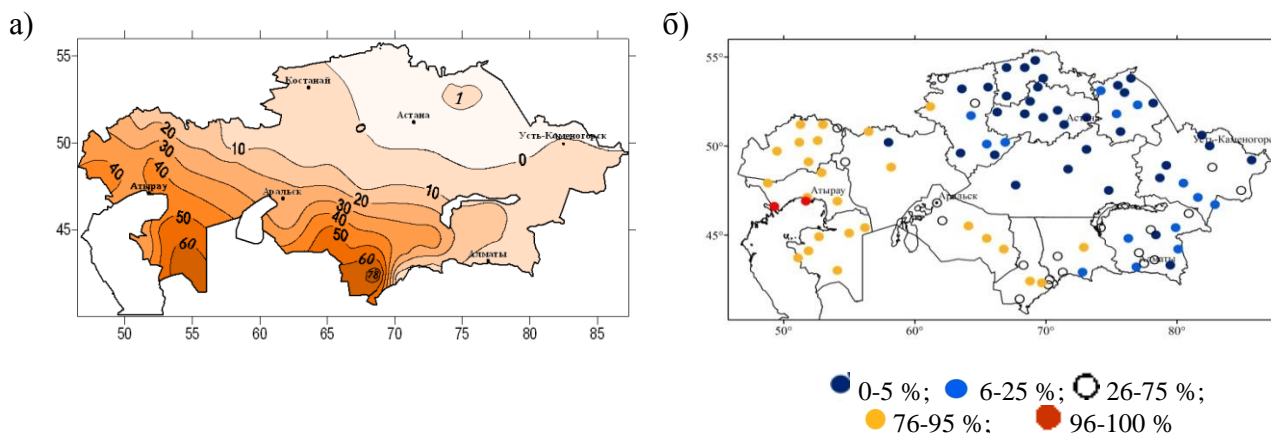 а)
55
50
45
50
55
60
65
70
75
80
85
Костанай
1
Астана
Усть-Каменогорск
0
0
20
10
30
40
40
Атырау
Аральск
10
20
30
40
50
50
60
60
78
Алматы
б)
55°
50°
45°
50°
60°
70°
80°
Астана
Усть-Каменогорск
Атырау
Аральск
Алматы
0-5 %; 6-25 %; 26-75 %;
76-95 %; 96-100 %